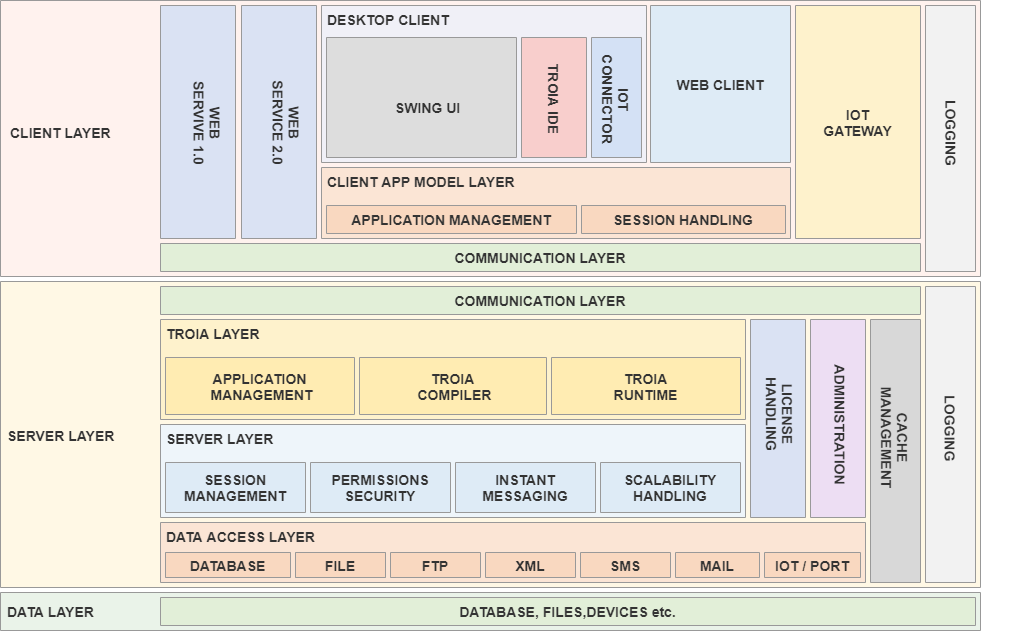 CLIENT LAYER
WEB
SERVIVE 1.0
WEB
SERVICE 2.0
DESKTOP CLIENT
SWING UI
TROIA IDE
IOT
CONNECTOR
WEB CLIENT
IOT
GATEWAY
LOGGING
CLIENT APP MODEL LAYER
APPLICATION MANAGEMENT
SESSION HANDLING
COMMUNICATION LAYER
SERVER LAYER
COMMUNICATION LAYER
TROIA LAYER
APPLICATION
MANAGEMENT
TROIA
COMPILER
TROIA
RUNTIME
SERVER LAYER
SESSION
MANAGEMENT
PERMISSIONS
SECURITY
INSTANT
MESSAGING
SCALABILITY
HANDLING
LICENSE
HANDLING
ADMINISTRATION
CACHE
MANAGEMENT
LOGGING
DATA ACCESS LAYER
DATABASE
FILE
FTP
XML
SMS
MAIL
IOT / PORT
DATA LAYER
DATABASE, FILES,DEVICES etc.